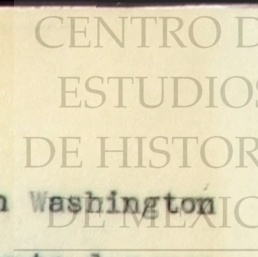 CENTRO D
ESTUDIOS
DE HISTOR
n Washington
DE MEXIC